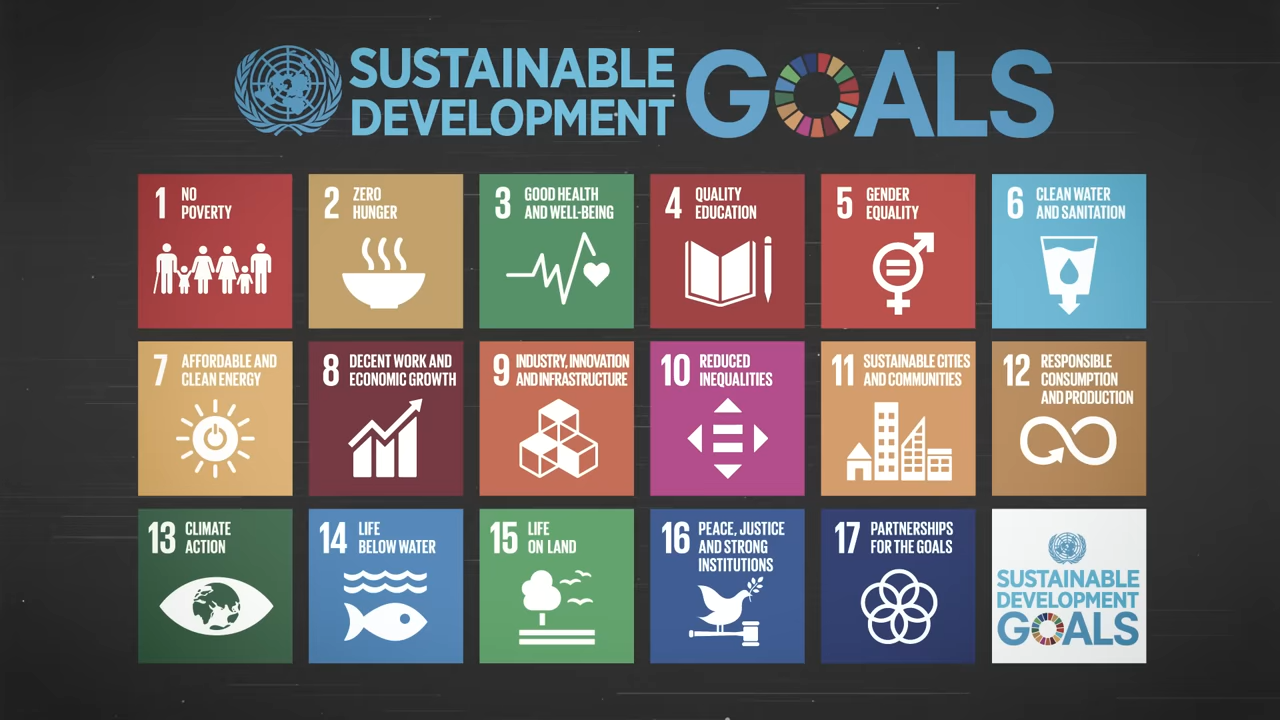 SUSTAINABLE
DEVELOPMENT
GOALS
1 NO
POVERTY
2 ZERO
HUNGER
3 GOOD HEALTH
AND WELL-BEING
4 QUALITY
EDUCATION
5 GENDER
EQUALITY
6 CLEAN WATER
AND SANITATION
7 AFFORDABLE AND
CLEAN ENERGY
8 DECENT WORK AND
ECONOMIC GROWTH
9 INDUSTRY, INNOVATION
AND INFRASTRUCTURE
10 REDUCED
INEQUALITIES
11 SUSTAINABLE CITIES
AND COMMUNITIES
12 RESPONSIBLE
CONSUMPTION
AND PRODUCTION
13 CLIMATE
ACTION
14 LIFE
BELOW WATER
15 LIFE
ON LAND
16 PEACE, JUSTICE
AND STRONG
INSTITUTIONS
17 PARTNERSHIPS
FOR THE GOALS
SUSTAINABLE
DEVELOPMENT
GOALS